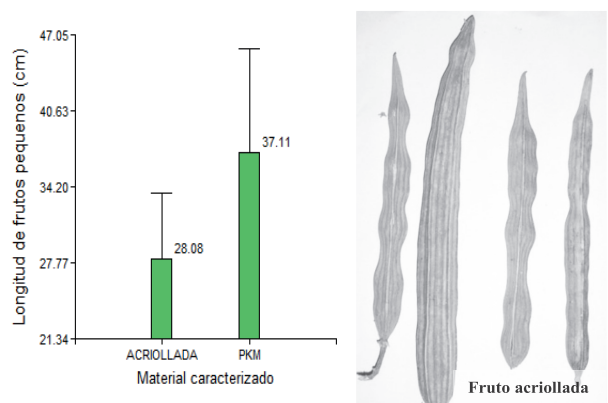 Longitud de frutos pequenos (cm)
47.05
40.63
34.20
27.77
21.34
28.08
37.11
ACRIOLLADA
PKM
Material caracterizado
Fruto acriollada